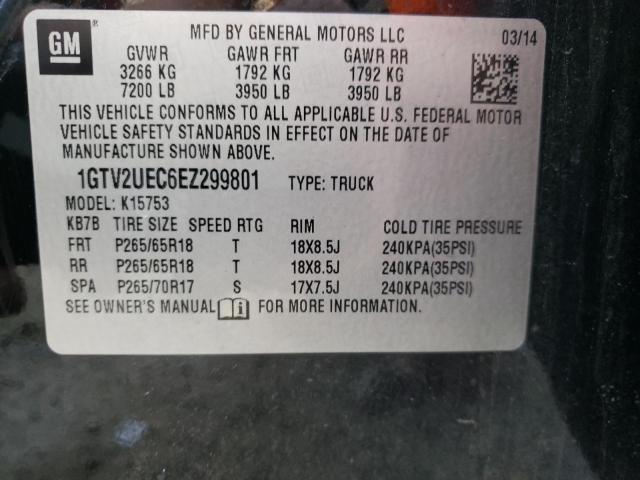 GM
MFD BY GENERAL MOTORS LLC 03/14
GVWR GAWR FRT GAWR RR
3266 KG 1792 KG 1792 KG
7200 LB 3950 LB 3950 LB
THIS VEHICLE CONFORMS TO ALL APPLICABLE U.S. FEDERAL MOTOR
VEHICLE SAFETY STANDARDS IN EFFECT ON THE DATE OF
MANUFACTURE SHOWN ABOVE.
1GTV2UEC6EZ299801 TYPE: TRUCK
MODEL: K15753
KB7B TIRE SIZE SPEED RTG RIM COLD TIRE PRESSURE
FRT P265/65R18 T 18X8.5J 240KPA(35PSI)
RR P265/65R18 T 18X8.5J 240KPA(35PSI)
SPA P265/70R17 S 17X7.5J 240KPA(35PSI)
SEE OWNER'S MANUAL FOR MORE INFORMATION.